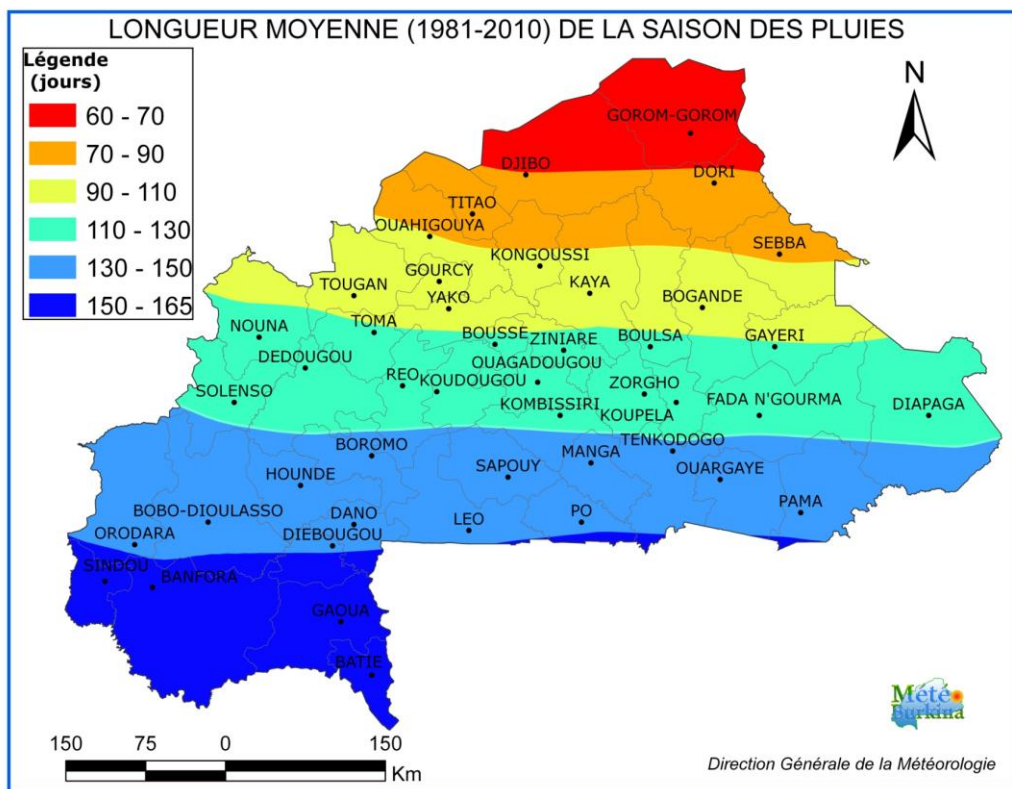 LONGUEUR MOYENNE (1981-2010) DE LA SAISON DES PLUIES
Légende
(jours)
60 - 70
70 - 90
90 - 110
110 - 130
130 - 150
150 - 165
N
GOROM-GOROM
DJIBO
DORI
TITAO
OUAHIGOUYA
SEBBA
KONGOUSSI
GOURCY
TOUGAN
KAYA
YAKO
BOGANDE
NOUNA
TOMA
BOUSSE
ZINIARE
BOULSA
GAYERI
DEDOUGOU
OUAGADOUGOU
REO
KOUDOUGOU
ZORGHO
SOLENSO
KOMBISSIRI
KOUPELA
FADA N'GOURMA
DIAPAGA
BOROMO
TENKODOGO
MANGA
HOUNDE
SAPOUY
OUARGAYE
BOBO-DIOULASSO
DANO
LEO
PO
PAMA
ORODARA
DIEBOUGOU
SINDOU
BANFORA
GAOUA
BATIE
150 75 0 150
Km
Météo
Burkina
Direction Générale de la Météorologie